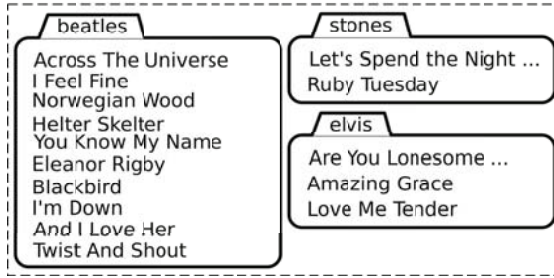 beatles
Across The Universe
I Feel Fine
Norwegian Wood
Helter Skelter
You Know My Name
Eleanor Rigby
Blackbird
I'm Down
And I Love Her
Twist And Shout
stones
Let's Spend the Night ...
Ruby Tuesday
elvis
Are You Lonesome ...
Amazing Grace
Love Me Tender